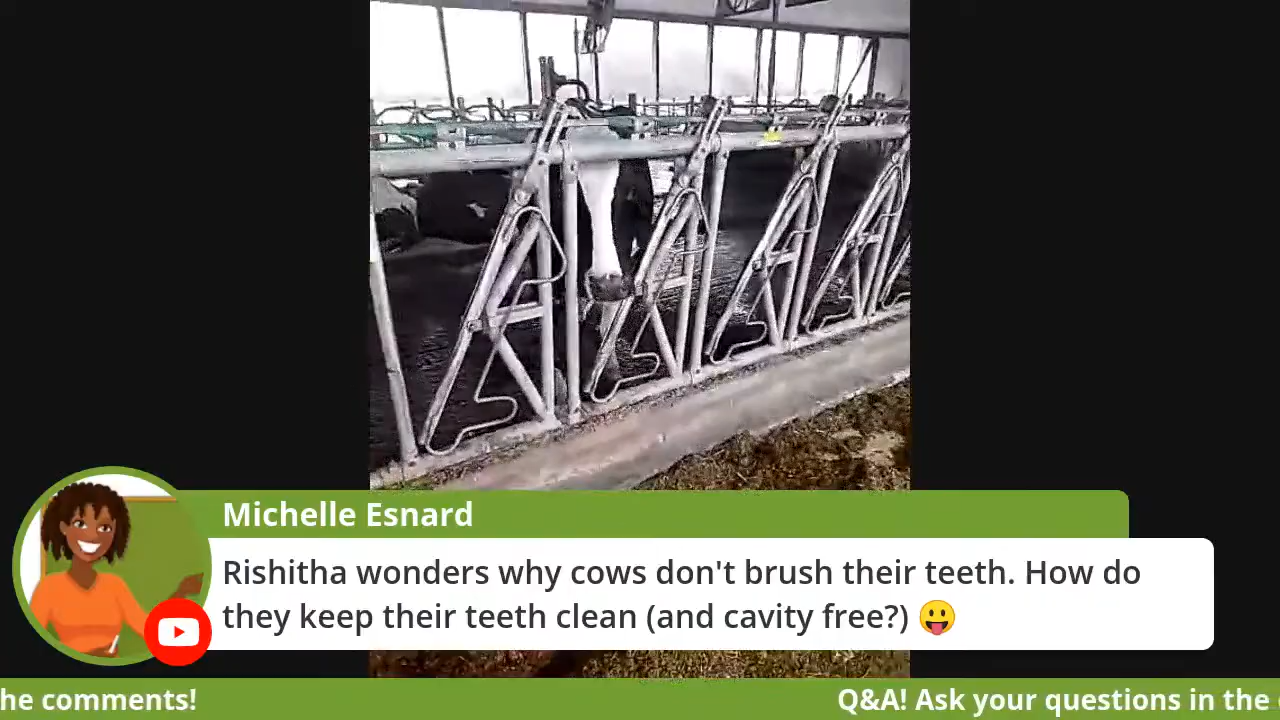 Michelle Esnard
Rishitha wonders why cows don't brush their teeth. How do
they keep their teeth clean (and cavity free?) 😛
he comments!
Q&A! Ask your questions in the